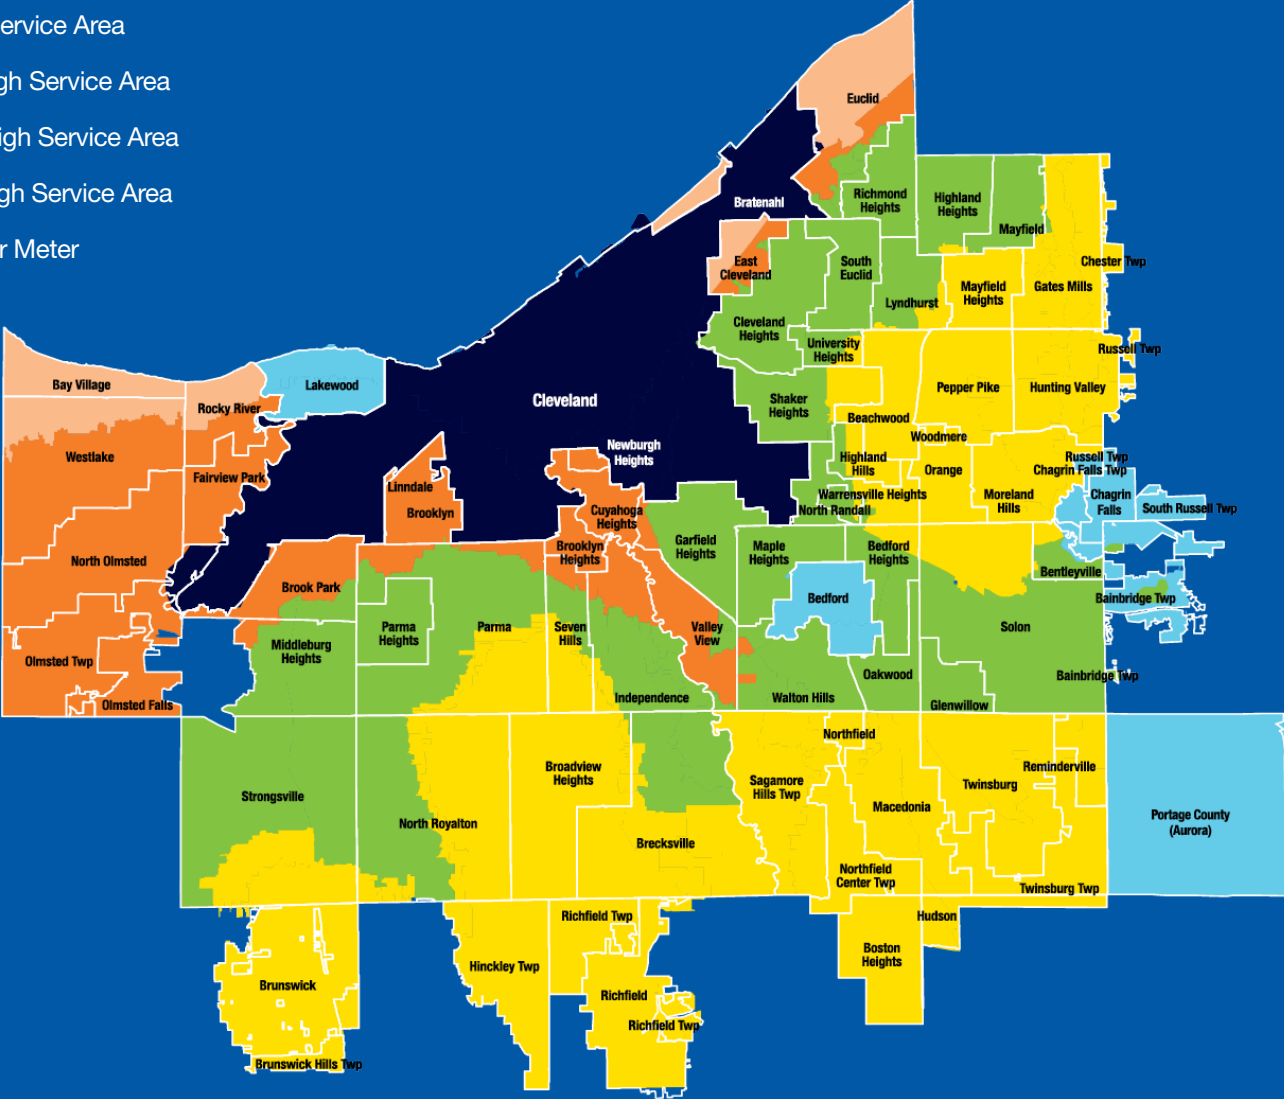 ervice Area
gh Service Area
igh Service Area
gh Service Area
r Meter
Euclid
Bratenahl
Richmond
Heights
Highland
Heights
Mayfield
East
Cleveland
South
Euclid
Chester Twp
Lyndhurst
Mayfield
Heights
Gates Mills
Cleveland
Heights
University
Heights
Russell Twp
Bay Village
Rocky River
Lakewood
Cleveland
Shaker
Heights
Pepper Pike
Hunting Valley
Beachwood
Woodmere
Westlake
Fairview Park
Newburgh
Heights
Highland
Hills
Orange
Russell Twp
Chagrin Falls Twp
Linndale
Brooklyn
Cuyahoga
Heights
Warrensville Heights
North Randall
Moreland
Hills
Chagrin
Falls
South Russell Twp
North Olmsted
Brook Park
Brooklyn
Heights
Garfield
Heights
Maple
Heights
Bedford
Heights
Bentleyville
Bedford
Bainbridge Twp
Olmsted Twp
Middleburg
Heights
Parma
Heights
Parma
Seven
Hills
Valley
View
Solon
Olmsted Falls
Independence
Walton Hills
Oakwood
Bainbridge Twp
Glenwillow
Strongsville
North Royalton
Broadview
Heights
Brecksville
Sagamore
Hills Twp
Northfield
Macedonia
Twinsburg
Reminderville
Portage County
(Aurora)
Northfield
Center Twp
Twinsburg Twp
Richfield Twp
Hudson
Brunswick
Hinckley Twp
Richfield
Boston
Heights
Richfield Twp
Brunswick Hills Twp